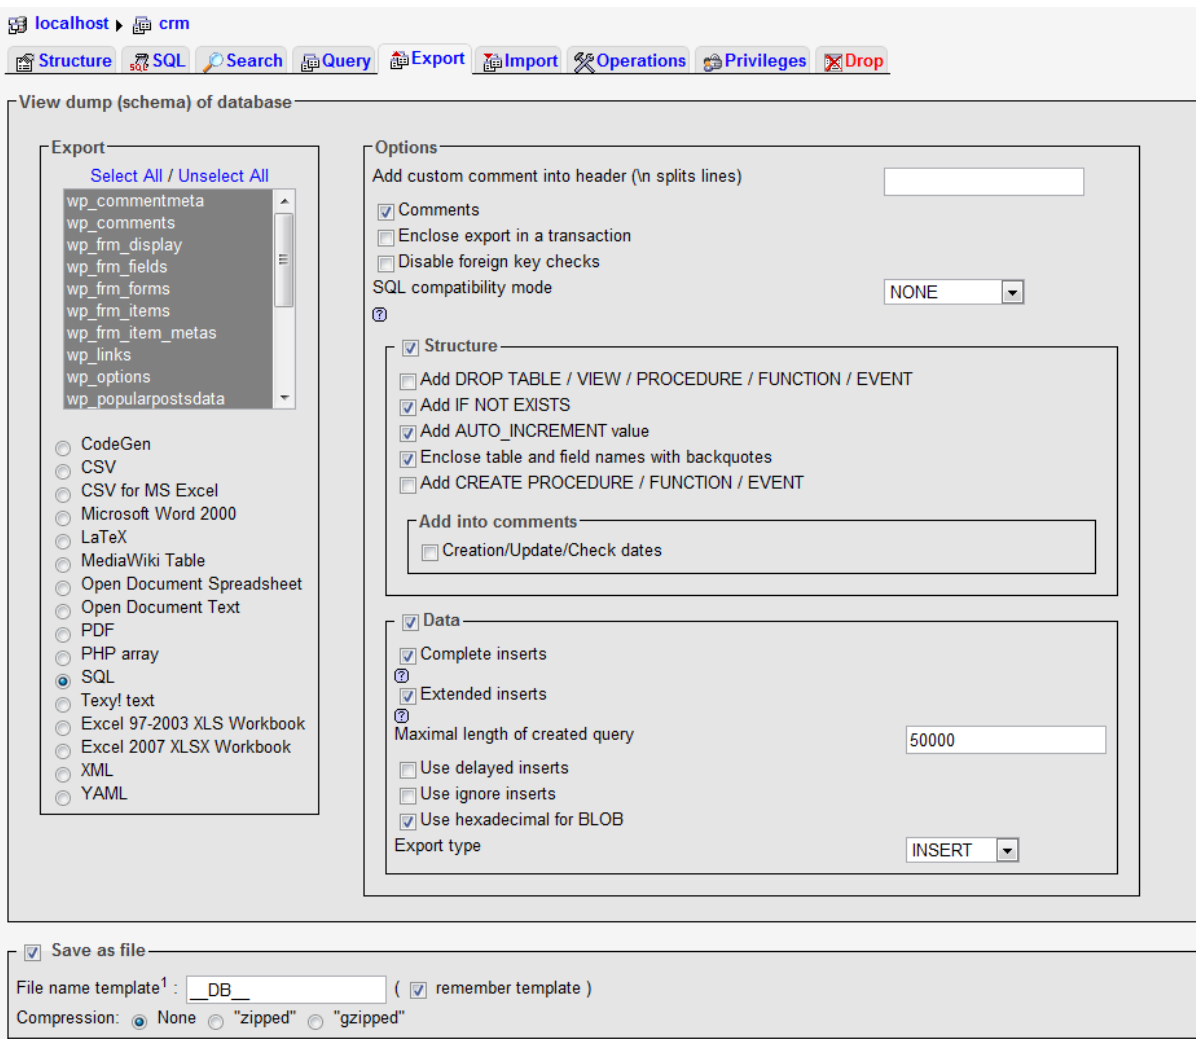 localhost crm
Structure SQL Search Query Export Import Operations Privileges Drop
View dump (schema) of database
Export
Select All / Unselect All
wp_commentmeta
wp_comments
wp_frm_display
wp_frm_fields
wp_frm_forms
wp_frm_items
wp_frm_item_metas
wp_links
wp_options
wp_popularpostsdata
CodeGen
CSV
CSV for MS Excel
Microsoft Word 2000
LaTeX
MediaWiki Table
Open Document Spreadsheet
Open Document Text
PDF
PHP array
SQL
Texy! text
Excel 97-2003 XLS Workbook
Excel 2007 XLSX Workbook
XML
YAML
Options
Add custom comment into header (\n splits lines)
Comments
Enclose export in a transaction
Disable foreign key checks
SQL compatibility mode NONE
Structure
Add DROP TABLE / VIEW / PROCEDURE / FUNCTION / EVENT
Add IF NOT EXISTS
Add AUTO_INCREMENT value
Enclose table and field names with backquotes
Add CREATE PROCEDURE / FUNCTION / EVENT
Add into comments
Creation/Update/Check dates
Data
Complete inserts
Extended inserts
Maximal length of created query 50000
Use delayed inserts
Use ignore inserts
Use hexadecimal for BLOB
Export type INSERT
Save as file
File name template1 : __DB__ ( remember template )
Compression: None "zipped" "gzipped"